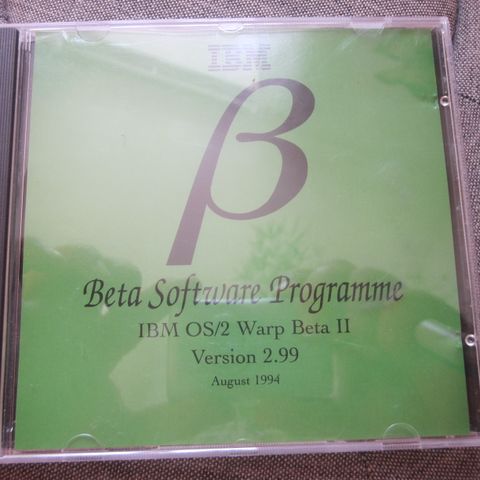 IBM
β
Beta Software Programme
IBM OS/2 Warp Beta II
Version 2.99
August 1994